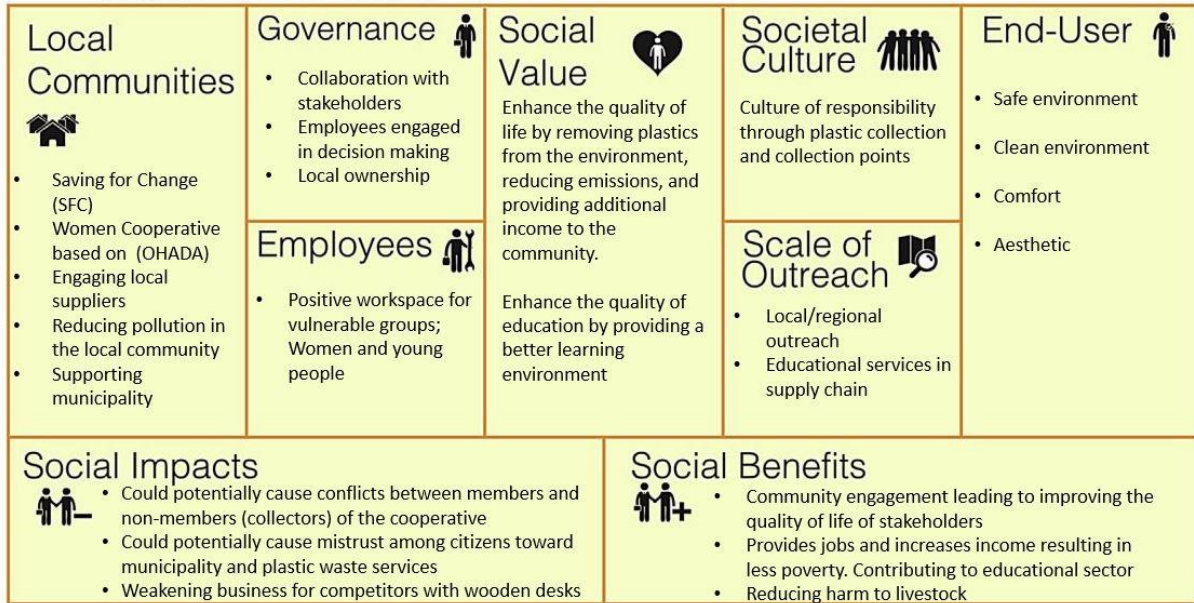 Local
Communities
• Saving for Change
(SFC)
• Women Cooperative
based on (OHADA)
• Engaging local
suppliers
• Reducing pollution in
the local community
• Supporting
municipality
Governance
• Collaboration with
stakeholders
• Employees engaged
in decision making
• Local ownership
Employees
• Positive workspace for
vulnerable groups;
Women and young
people
Social
Value
Enhance the quality of
life by removing plastics
from the environment,
reducing emissions, and
providing additional
income to the
community.
Enhance the quality of
education by providing a
better learning
environment
Societal
Culture
Culture of responsibility
through plastic collection
and collection points
Scale of
Outreach
• Local/regional
outreach
• Educational services in
supply chain
End-User
• Safe environment
• Clean environment
• Comfort
• Aesthetic
Social Impacts
• Could potentially cause conflicts between members and
non-members (collectors) of the cooperative
• Could potentially cause mistrust among citizens toward
municipality and plastic waste services
• Weakening business for competitors with wooden desks
Social Benefits
• Community engagement leading to improving the
quality of life of stakeholders
• Provides jobs and increases income resulting in
less poverty. Contributing to educational sector
• Reducing harm to livestock